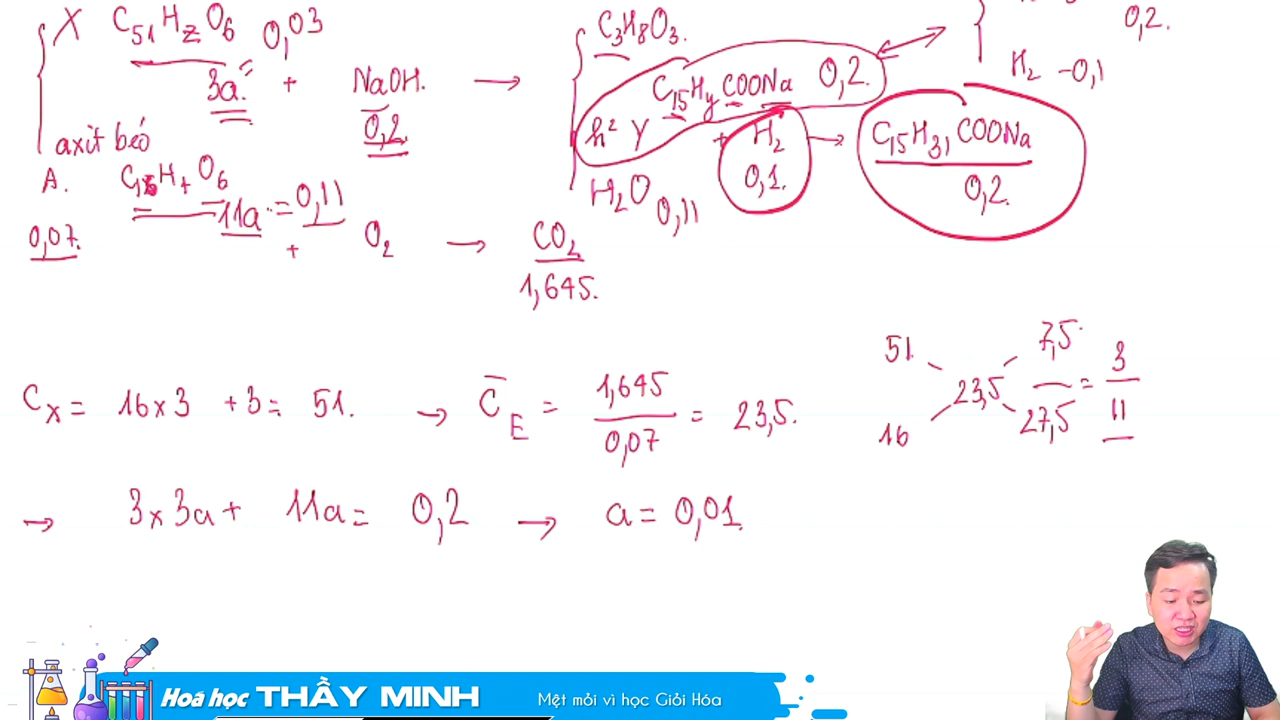 X C51HzO6 0,03
3a + NaOH → C3H8O3.
0,2
C15HyCOONa 0,2.
h² Y + H2 → C15H31COONa
0,1. 0,2.
H2O 0,11
0,2.
H2 -0,1
axit béo
A. O6
11a = 0,11
0,07. + O2 → CO2
1,645.
CX = 16x3 + 3 = 51. → C̄E = 1,645 / 0,07 = 23,5.
51 7,5
23,5 = 3/11
16 27,5
→ 3x3a + 11a = 0,2 → a = 0,01.
Hoá học THẦY MINH
Mệt mỏi vì học Giỏi Hóa